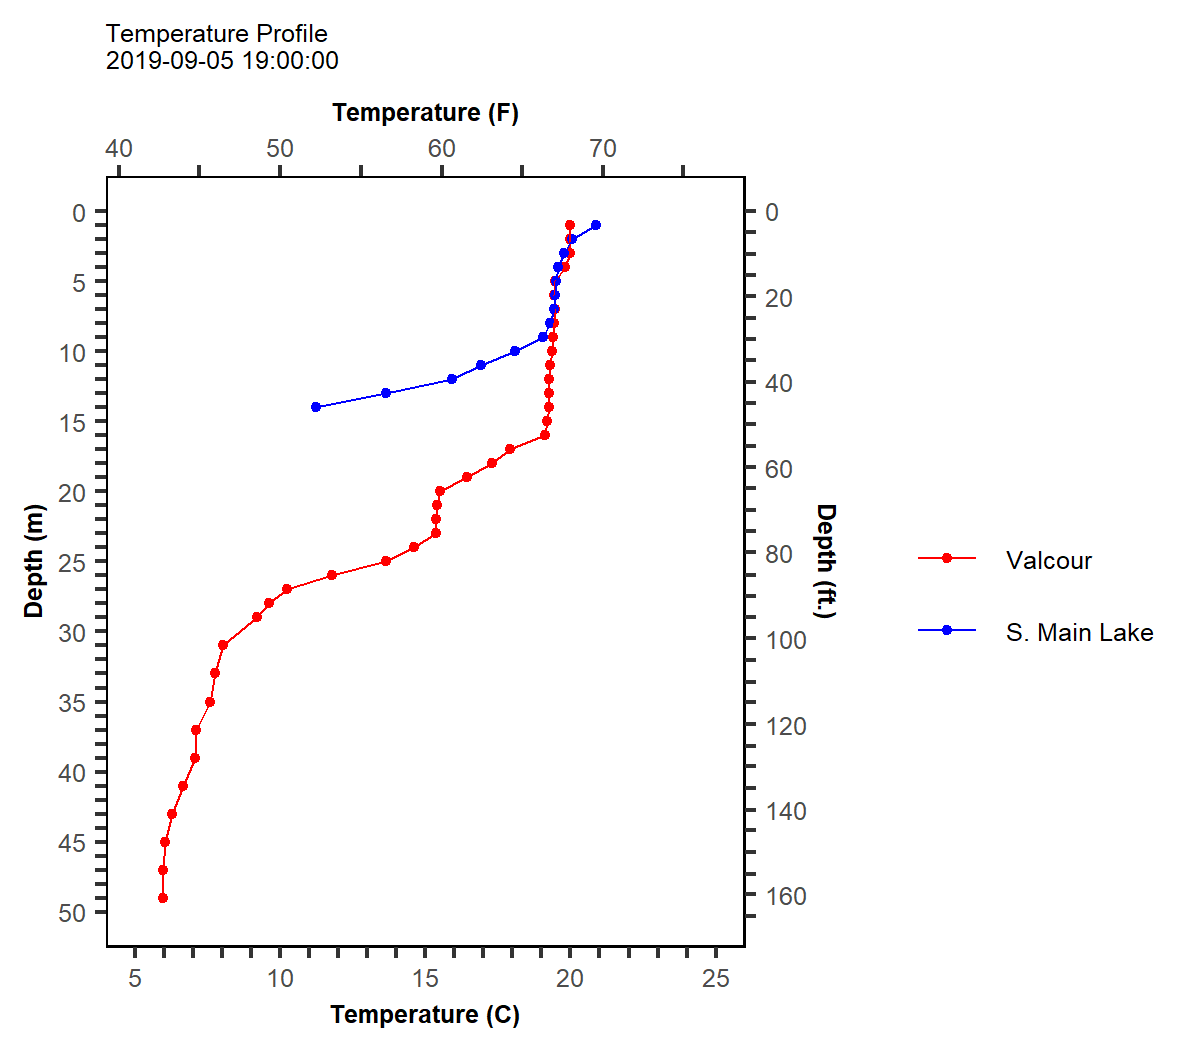 Temperature Profile
2019-09-05 19:00:00
Temperature (F)
40 50 60 70
0
5
10
15
20
25
30
35
40
45
50
Depth (m)
0
20
40
60
80
100
120
140
160
Depth (ft.)
Valcour
S. Main Lake
5 10 15 20 25
Temperature (C)